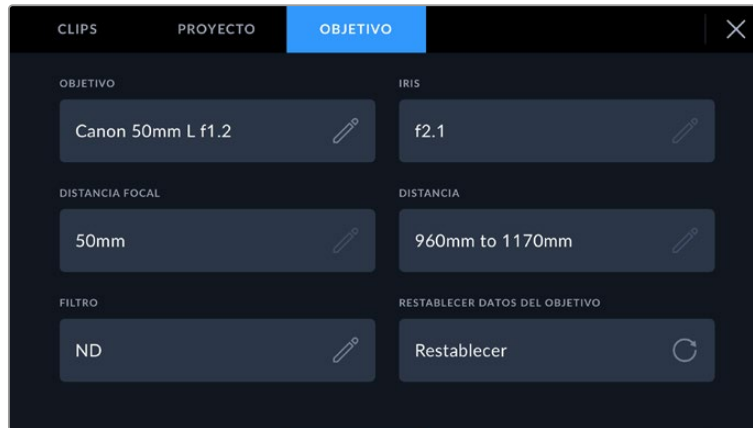 CLIPS PROYECTO OBJETIVO
OBJETIVO IRIS
Canon 50mm L f1.2 f2.1
DISTANCIA FOCAL DISTANCIA
50mm 960mm to 1170mm
FILTRO RESTABLECER DATOS DEL OBJETIVO
ND Restablecer